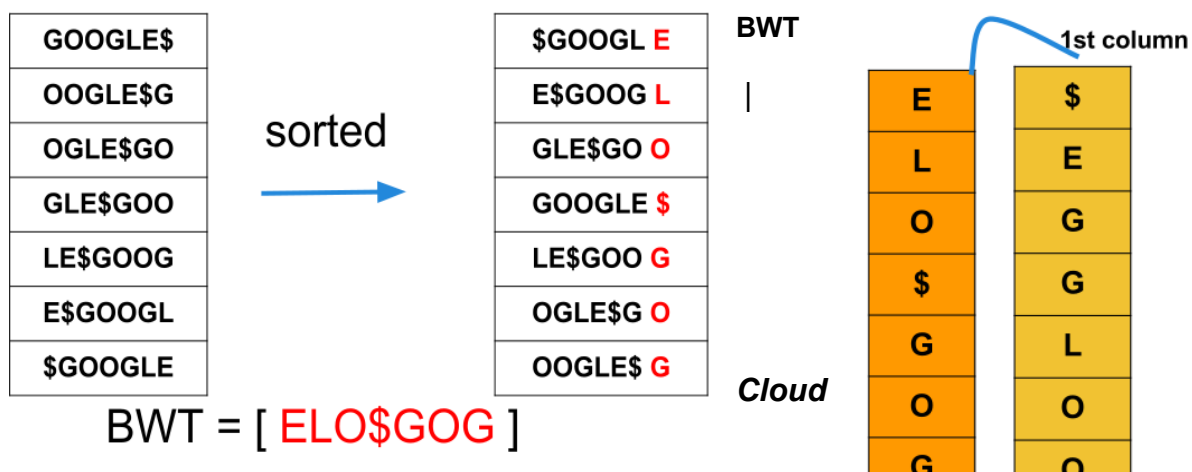 GOOGLE$
OOGLE$G
OGLE$GO
GLE$GOO
LE$GOOG
E$GOOGL
$GOOGLE
sorted
$GOOGL E
E$GOOG L
GLE$GO O
GOOGLE $
LE$GOO G
OGLE$G O
OOGLE$ G
BWT = [ ELO$GOG ]
BWT
|
Cloud
E
L
O
$
G
O
G
1st column
$
E
G
G
L
O
O